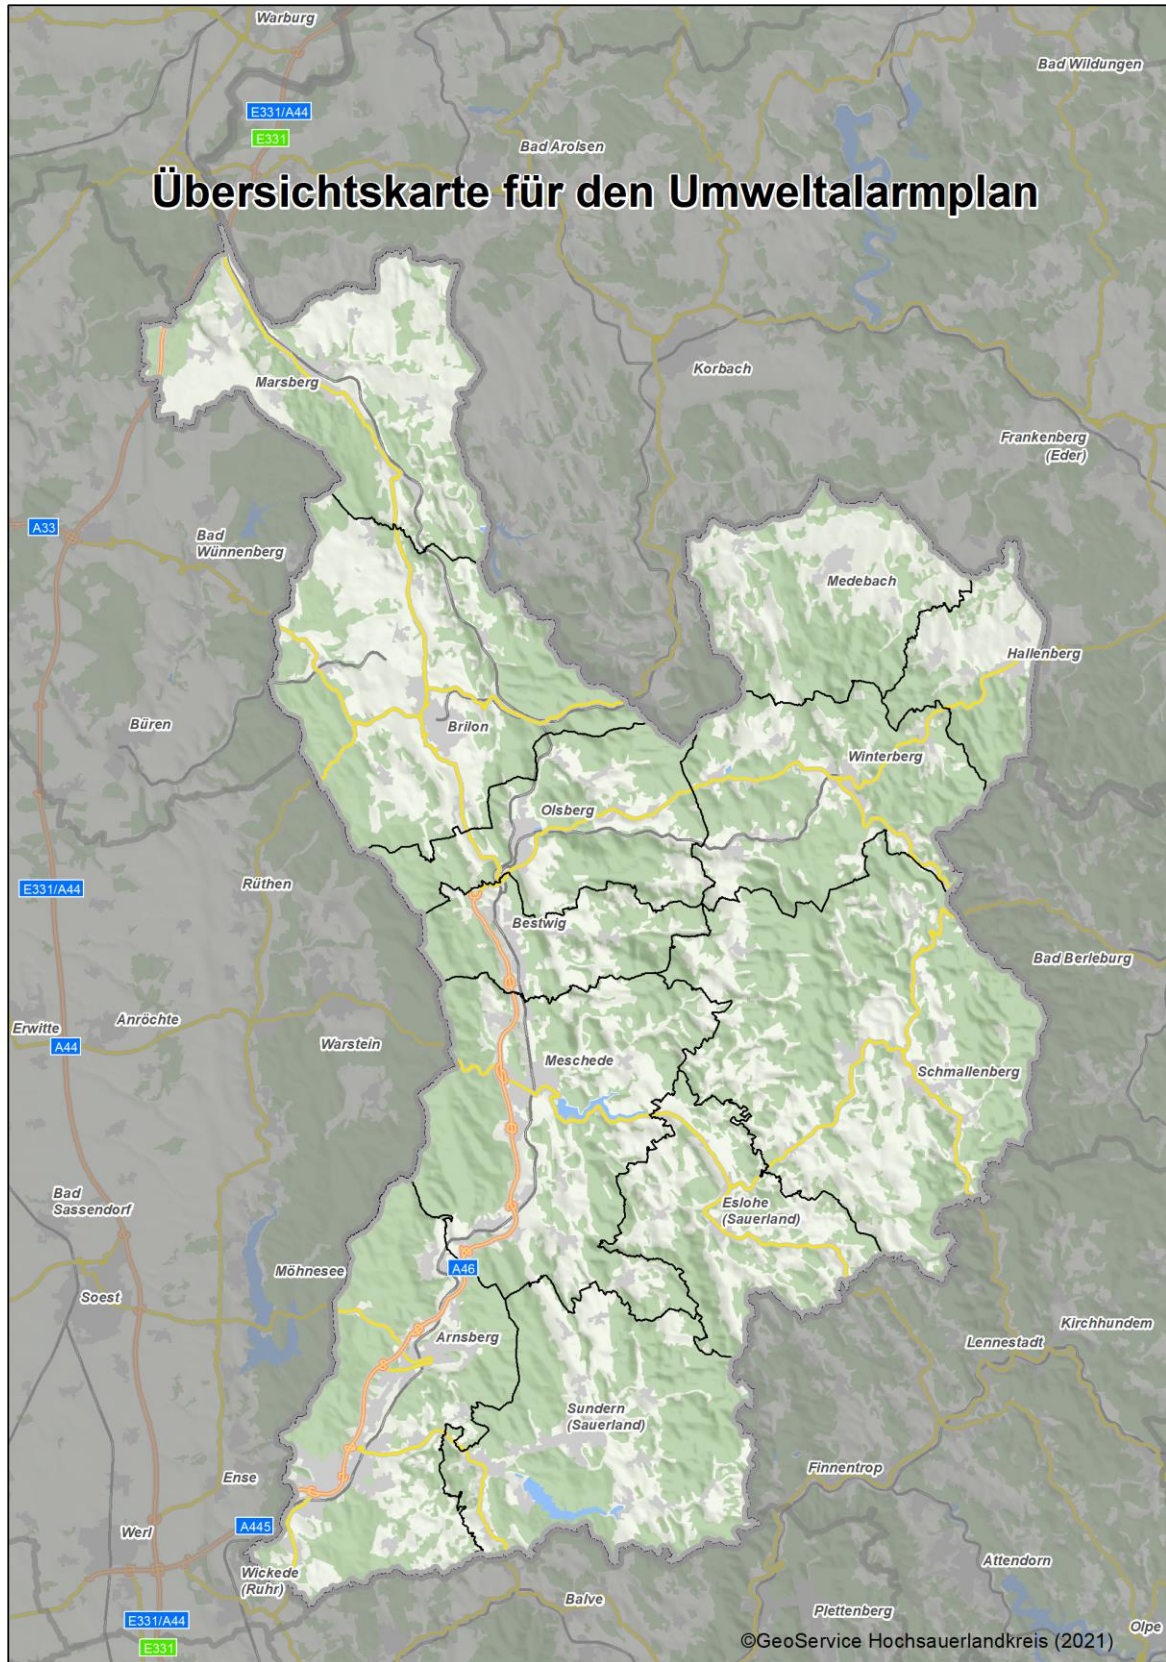 Warburg
Bad Wildungen
E331/A44
E331
Bad Arolsen
Übersichtskarte für den Umweltalarmplan
Korbach
Marsberg
Frankenberg
(Eder)
A33
Bad
Wünnenberg
Medebach
Hallenberg
Büren
Brilon
Winterberg
Olsberg
E331/A44
Rüthen
Bestwig
Bad Berleburg
Erwitte
Anröchte
A44
Warstein
Meschede
Schmallenberg
Bad
Sassendorf
Eslohe
(Sauerland)
Möhnesee
A46
Soest
Arnsberg
Kirchhundem
Lennestadt
Sundern
(Sauerland)
Ense
Finnentrop
Werl
A445
Wickede
(Ruhr)
Attendorn
Balve
Plettenberg
E331/A44
E331
Olpe
©GeoService Hochsauerlandkreis (2021)